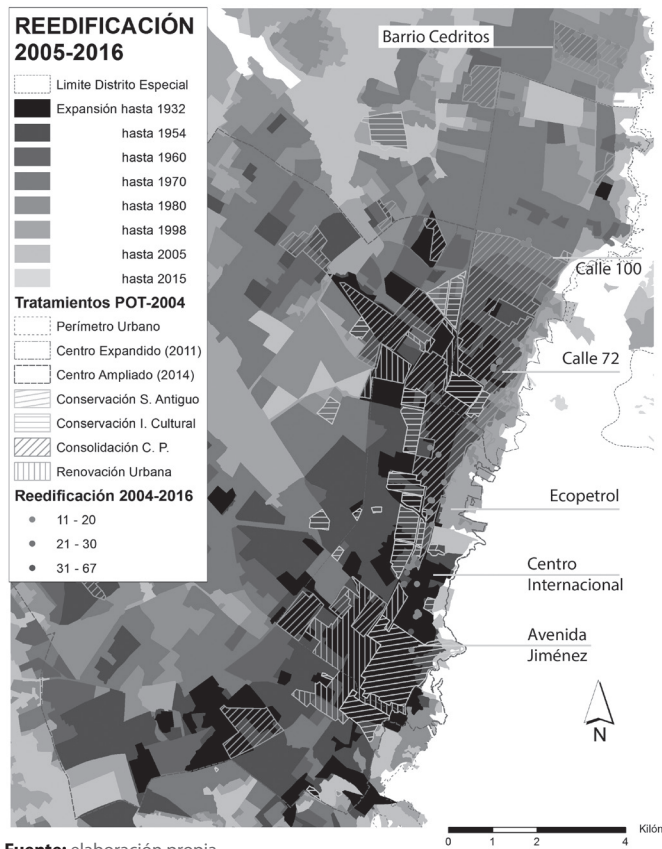 REEDIFICACIÓN
2005-2016
Limite Distrito Especial
Expansión hasta 1932
hasta 1954
hasta 1960
hasta 1970
hasta 1980
hasta 1998
hasta 2005
hasta 2015
Tratamientos POT-2004
Perímetro Urbano
Centro Expandido (2011)
Centro Ampliado (2014)
Conservación S. Antiguo
Conservación I. Cultural
Consolidación C. P.
Renovación Urbana
Reedificación 2004-2016
11 - 20
21 - 30
31 - 67
Barrio Cedritos
Calle 100
Calle 72
Ecopetrol
Centro
Internacional
Avenida
Jiménez
N
0 1 2 4
Fuente: elaboración propia